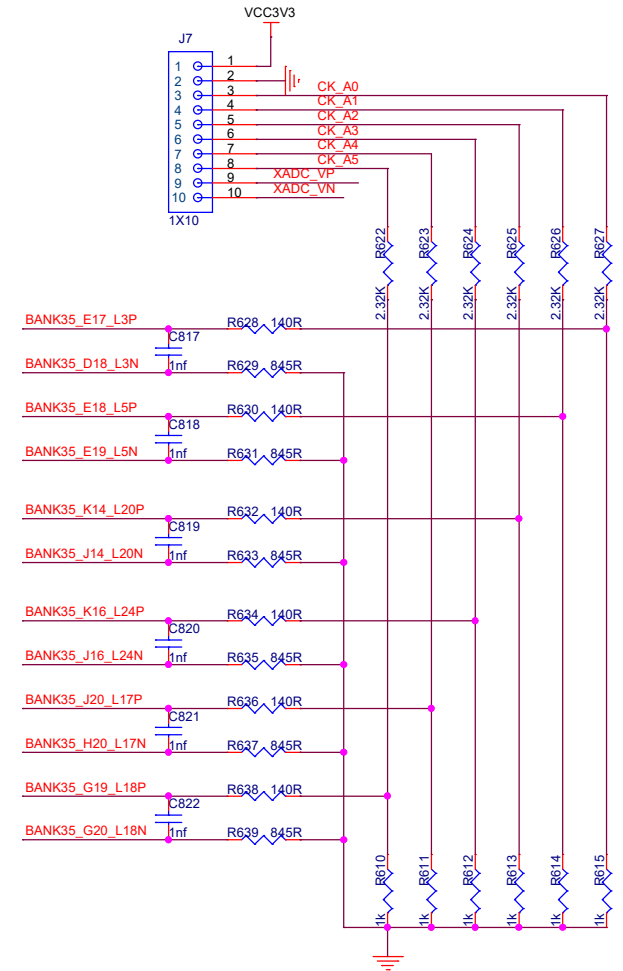 VCC3V3
J7
1 1
2 2
3 3 CK_A0
4 4 CK_A1
5 5 CK_A2
6 6 CK_A3
7 7 CK_A4
8 8 CK_A5
9 9 XADC_VP
10 10 XADC_VN
1X10
R622 R623 R624 R625 R626 R627
2.32K 2.32K 2.32K 2.32K 2.32K 2.32K
BANK35_E17_L3P R628 140R
C817
BANK35_D18_L3N 1nf R629 845R
BANK35_E18_L5P R630 140R
C818
BANK35_E19_L5N 1nf R631 845R
BANK35_K14_L20P R632 140R
C819
BANK35_J14_L20N 1nf R633 845R
BANK35_K16_L24P R634 140R
C820
BANK35_J16_L24N 1nf R635 845R
BANK35_J20_L17P R636 140R
C821
BANK35_H20_L17N 1nf R637 845R
BANK35_G19_L18P R638 140R
C822
BANK35_G20_L18N 1nf R639 845R
R610 R611 R612 R613 R614 R615
1k 1k 1k 1k 1k 1k